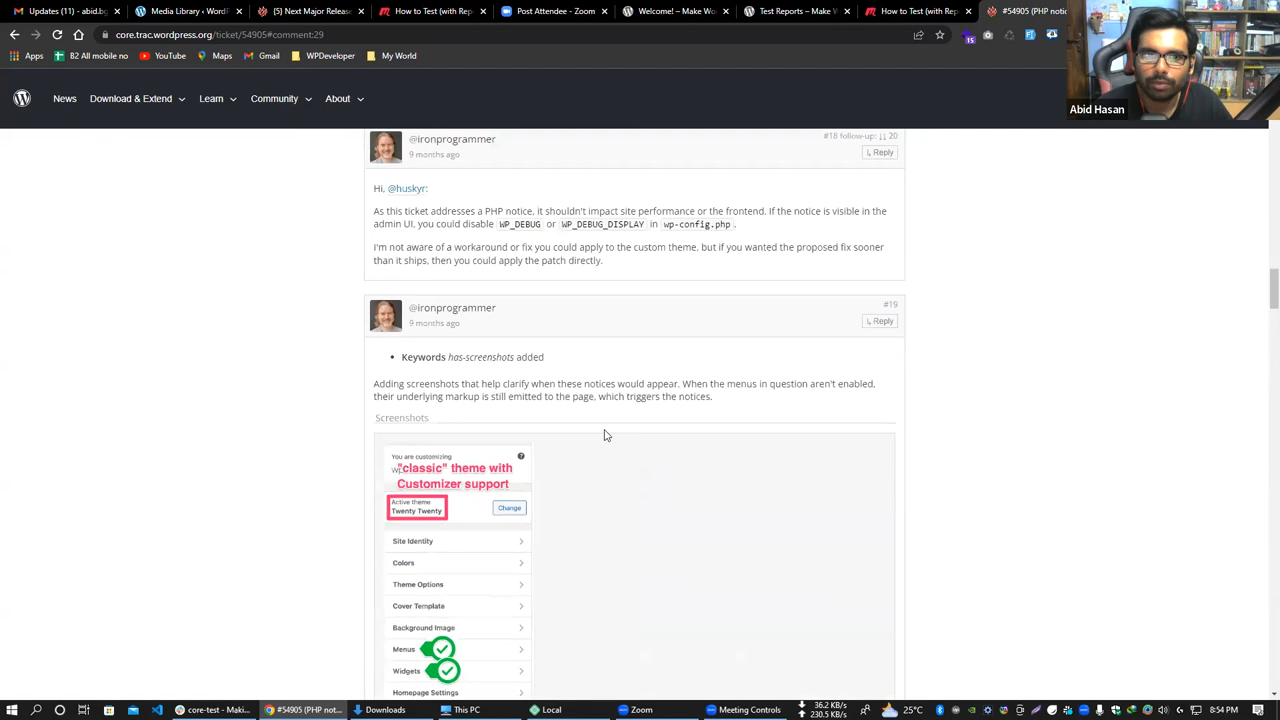 Updates (11) - abid.b
Media Library - WordP
(5) Next Major Release
How to Test (with Rep
Test Attendee - Zoom
Welcome! – Make Wo
Reports – Make W
How to Test
#54905 (PHP no
core.trac.wordpress.org/ticket/54905#comment:29
15
Apps
B2 All mobile no
YouTube
Maps
Gmail
WPDeveloper
My World
Abid Hasan
News
Download & Extend
Learn
Community
About
@ironprogrammer
#18 follow-up: ↓↓ 20
9 months ago
Reply
Hi, @huskyr:
As this ticket addresses a PHP notice, it shouldn't impact site performance or the frontend. If the notice is visible in the
admin UI, you could disable WP_DEBUG or WP_DEBUG_DISPLAY in wp-config.php.
I'm not aware of a workaround or fix you could apply to the custom theme, but if you wanted the proposed fix sooner
than it ships, then you could apply the patch directly.
@ironprogrammer
#19
9 months ago
Reply
• Keywords has-screenshots added
Adding screenshots that help clarify when these notices would appear. When the menus in question aren't enabled,
their underlying markup is still emitted to the page, which triggers the notices.
Screenshots
You are customizing
"classic" theme with
Customizer support
Active theme
Twenty Twenty
Change
Site Identity
Colors
Theme Options
Cover Template
Background Image
Menus
Widgets
Homepage Settings
core-test - Maki...
#54905 (PHP not...
Downloads
This PC
Local
Zoom
Meeting Controls
36.2 KB/s
230.5 KB/s
25°C
ENG
8:54 PM